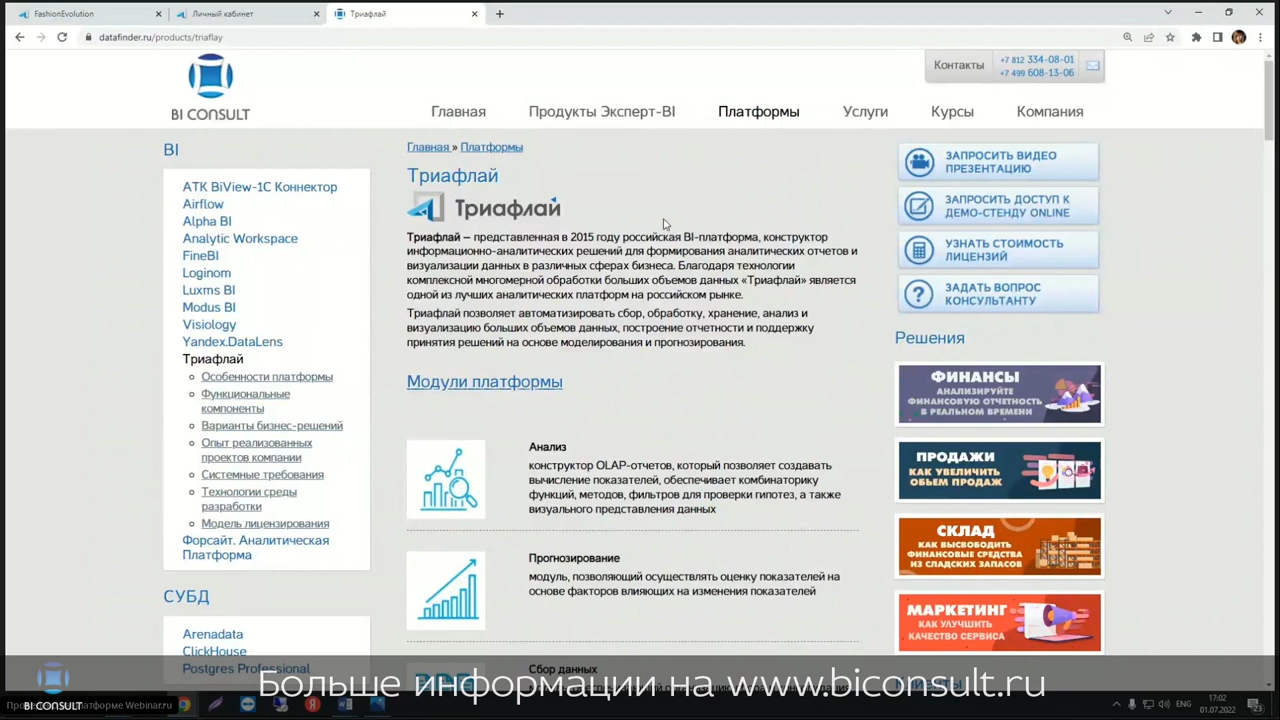 FashionEvolution
Личный кабинет
Триафлай
datafinder.ru/products/triaflay
BI CONSULT
Контакты
+7 812 334-08-01
+7 499 608-13-06
Главная
Продукты Эксперт-BI
Платформы
Услуги
Курсы
Компания
BI
АТК BiView-1С Коннектор
Airflow
Alpha BI
Analytic Workspace
FineBI
Loginom
Luxms BI
Modus BI
Visiology
Yandex.DataLens
Триафлай
Особенности платформы
Функциональные
компоненты
Варианты бизнес-решений
Опыт реализованных
проектов компании
Системные требования
Технологии среды
разработки
Модель лицензирования
Форсайт. Аналитическая
Платформа
СУБД
Arenadata
ClickHouse
Postgres Professional
Главная » Платформы
Триафлай
Триафлай
Триафлай – представленная в 2015 году российская BI-платформа, конструктор
информационно-аналитических решений для формирования аналитических отчетов и
визуализации данных в различных сферах бизнеса. Благодаря технологии
комплексной многомерной обработки больших объемов данных «Триафлай» является
одной из лучших аналитических платформ на российском рынке.
Триафлай позволяет автоматизировать сбор, обработку, хранение, анализ и
визуализацию больших объемов данных, построение отчетности и поддержку
принятия решений на основе моделирования и прогнозирования.
Модули платформы
Анализ
конструктор OLAP-отчетов, который позволяет создавать
вычисление показателей, обеспечивает комбинаторику
функций, методов, фильтров для проверки гипотез, а также
визуального представления данных
Прогнозирование
модуль, позволяющий осуществлять оценку показателей на
основе факторов влияющих на изменения показателей
Сбор данных
ЗАПРОСИТЬ ВИДЕО
ПРЕЗЕНТАЦИЮ
ЗАПРОСИТЬ ДОСТУП К
ДЕМО-СТЕНДУ ONLINE
УЗНАТЬ СТОИМОСТЬ
ЛИЦЕНЗИЙ
ЗАДАТЬ ВОПРОС
КОНСУЛЬТАНТУ
Решения
ФИНАНСЫ
АНАЛИЗИРУЙТЕ
ФИНАНСОВУЮ ОТЧЕТНОСТЬ
В РЕАЛЬНОМ ВРЕМЕНИ
ПРОДАЖИ
КАК УВЕЛИЧИТЬ
ОБЬЕМ ПРОДАЖ
СКЛАД
КАК ВЫСВОБОДИТЬ
ФИНАНСОВЫЕ СРЕДСТВА
ИЗ СЛАДСКИХ ЗАПАСОВ
МАРКЕТИНГ
КАК УЛУЧШИТЬ
КАЧЕСТВО СЕРВИСА
Больше информации на www.biconsult.ru
BI CONSULT
платформе Webinar.ru
ENG
17:02
01.07.2022
23